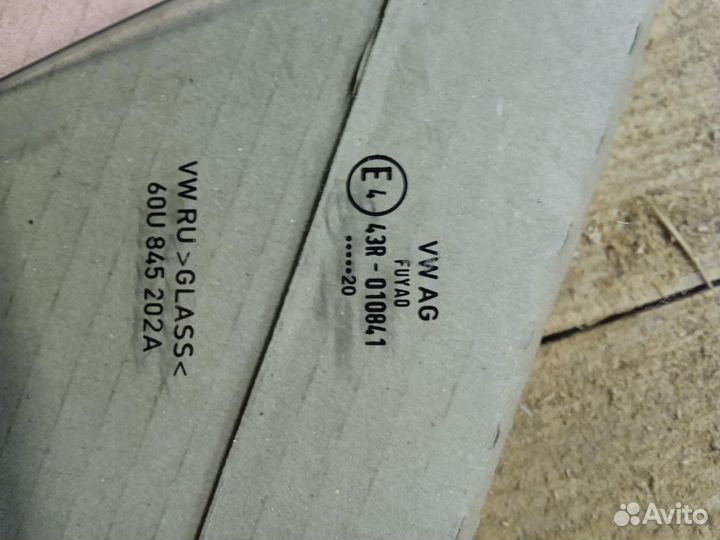 VW AG
FUYAO
E4
43R - 010841
•••••20
VW RU >GLASS<
60U 845 202A
Avito